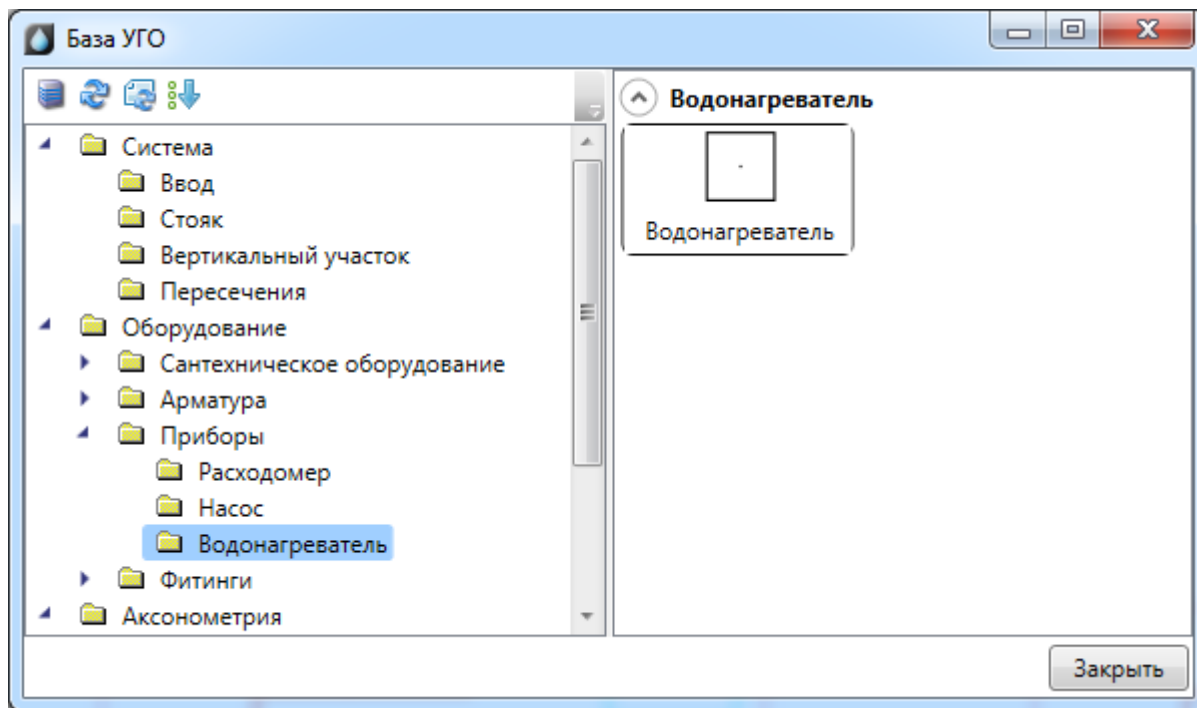 База УГО
Система
Ввод
Стояк
Вертикальный участок
Пересечения
Оборудование
Сантехническое оборудование
Арматура
Приборы
Расходомер
Насос
Водонагреватель
Фитинги
Аксонометрия
Водонагреватель
Водонагреватель
Закрыть